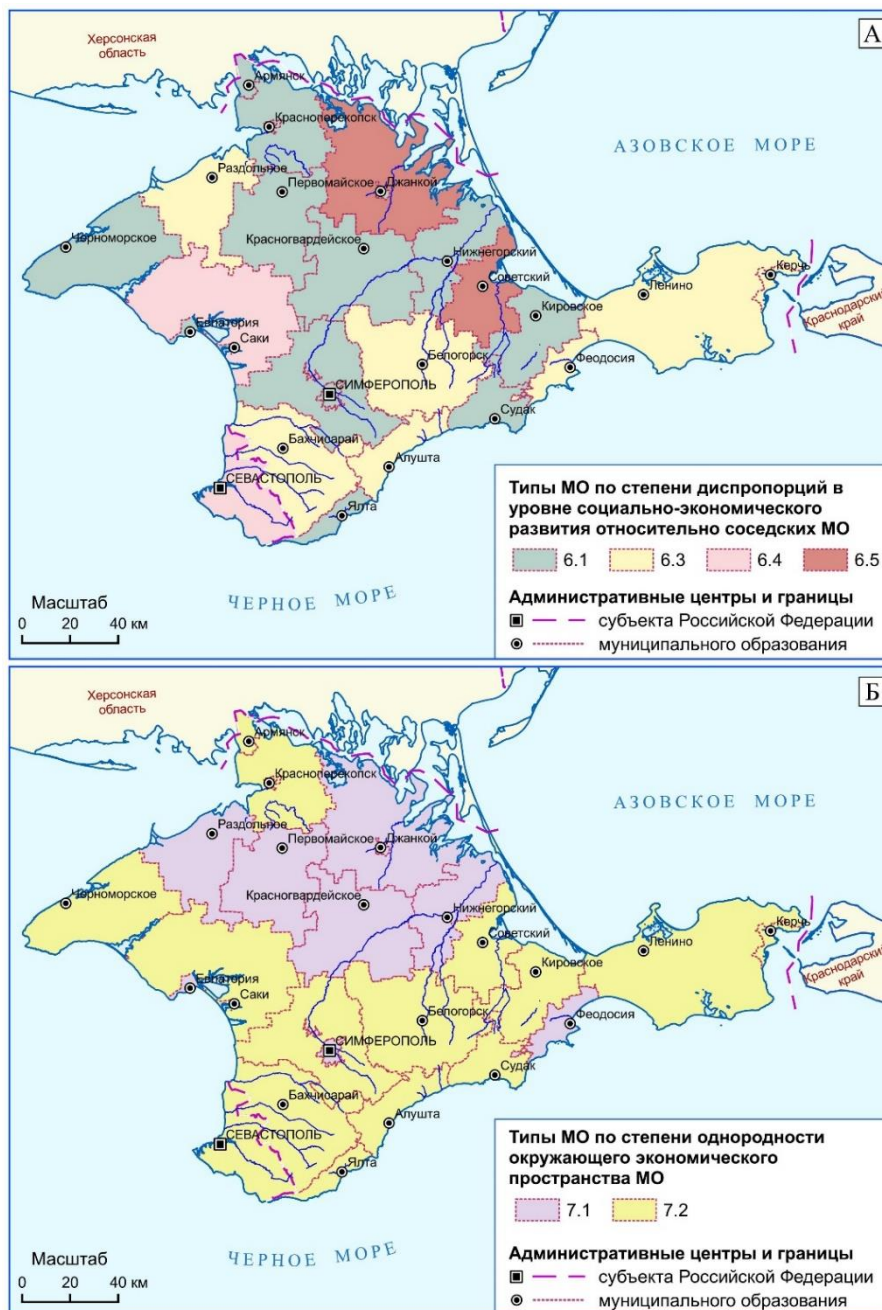 А
Херсонская
область
Армянск
Красноперекопск
АЗОВСКОЕ МОРЕ
Раздольное
Первомайское
Джанкой
Черноморское
Красногвардейское
Нижнегорский
Советский
Ленино
Керчь
Кировское
Краснодарский
край
Евпатория
Саки
Белогорск
Феодосия
СИМФЕРОПОЛЬ
Судак
Бахчисарай
Алушта
СЕВАСТОПОЛЬ
Ялта
ЧЕРНОЕ МОРЕ
Масштаб
0 20 40 км
Типы МО по степени диспропорций в
уровне социально-экономического
развития относительно соседских МО
6.1 6.3 6.4 6.5
Административные центры и границы
субъекта Российской Федерации
муниципального образования
Б
Херсонская
область
Армянск
Красноперекопск
АЗОВСКОЕ МОРЕ
Раздольное
Первомайское
Джанкой
Черноморское
Красногвардейское
Нижнегорский
Советский
Ленино
Керчь
Кировское
Краснодарский
край
Евпатория
Саки
Белогорск
Феодосия
СИМФЕРОПОЛЬ
Судак
Бахчисарай
Алушта
СЕВАСТОПОЛЬ
Ялта
ЧЕРНОЕ МОРЕ
Масштаб
0 20 40 км
Типы МО по степени однородности
окружающего экономического
пространства МО
7.1 7.2
Административные центры и границы
субъекта Российской Федерации
муниципального образования